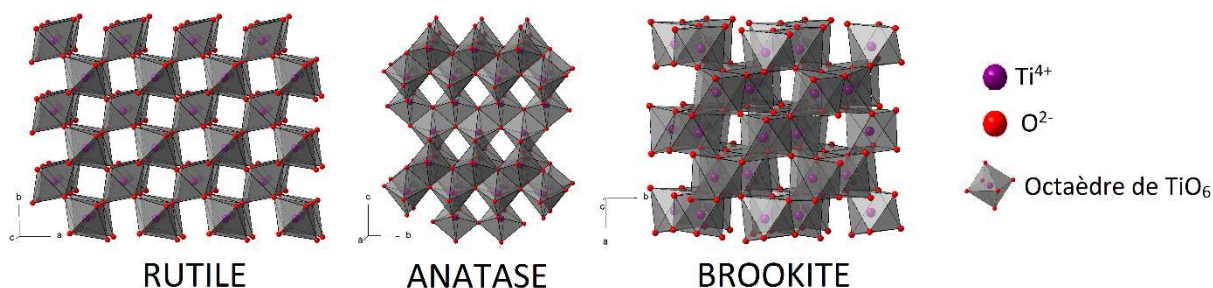 b
c
a
RUTILE
c
a
b
ANATASE
c
b
a
BROOKITE
Ti⁴⁺
O²⁻
Octaèdre de TiO₆